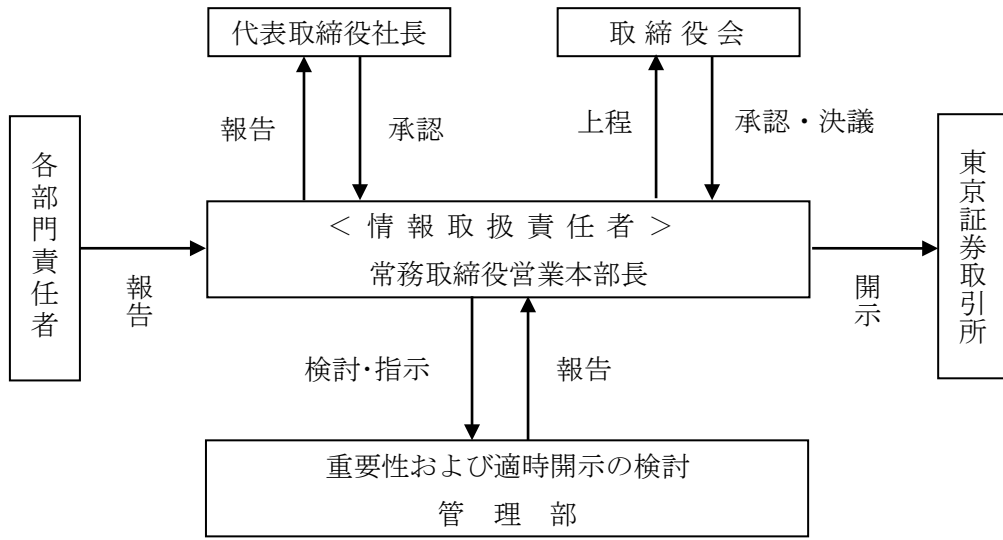 代表取締役社長
取 締 役 会
報告
承認
上程
承認・決議
各部門責任者
報告
＜ 情 報 取 扱 責 任 者 ＞
常務取締役営業本部長
開示
東京証券取引所
検討・指示
報告
重要性および適時開示の検討
管 理 部